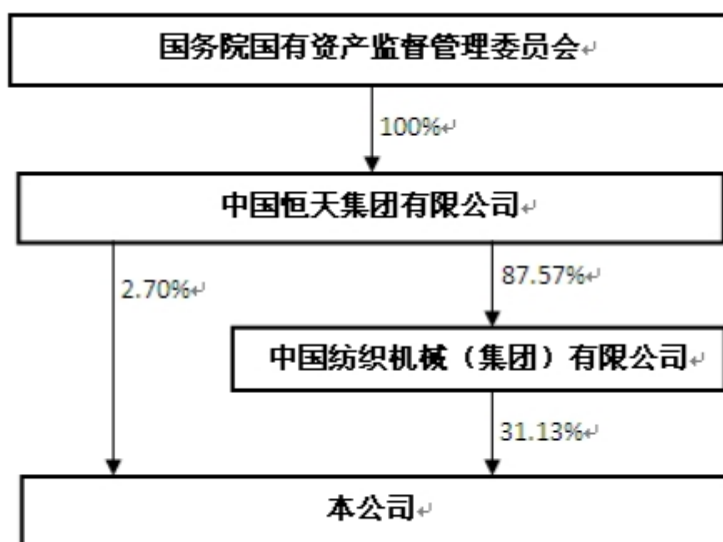 国务院国有资产监督管理委员会
100%
中国恒天集团有限公司
2.70%
87.57%
中国纺织机械（集团）有限公司
31.13%
本公司